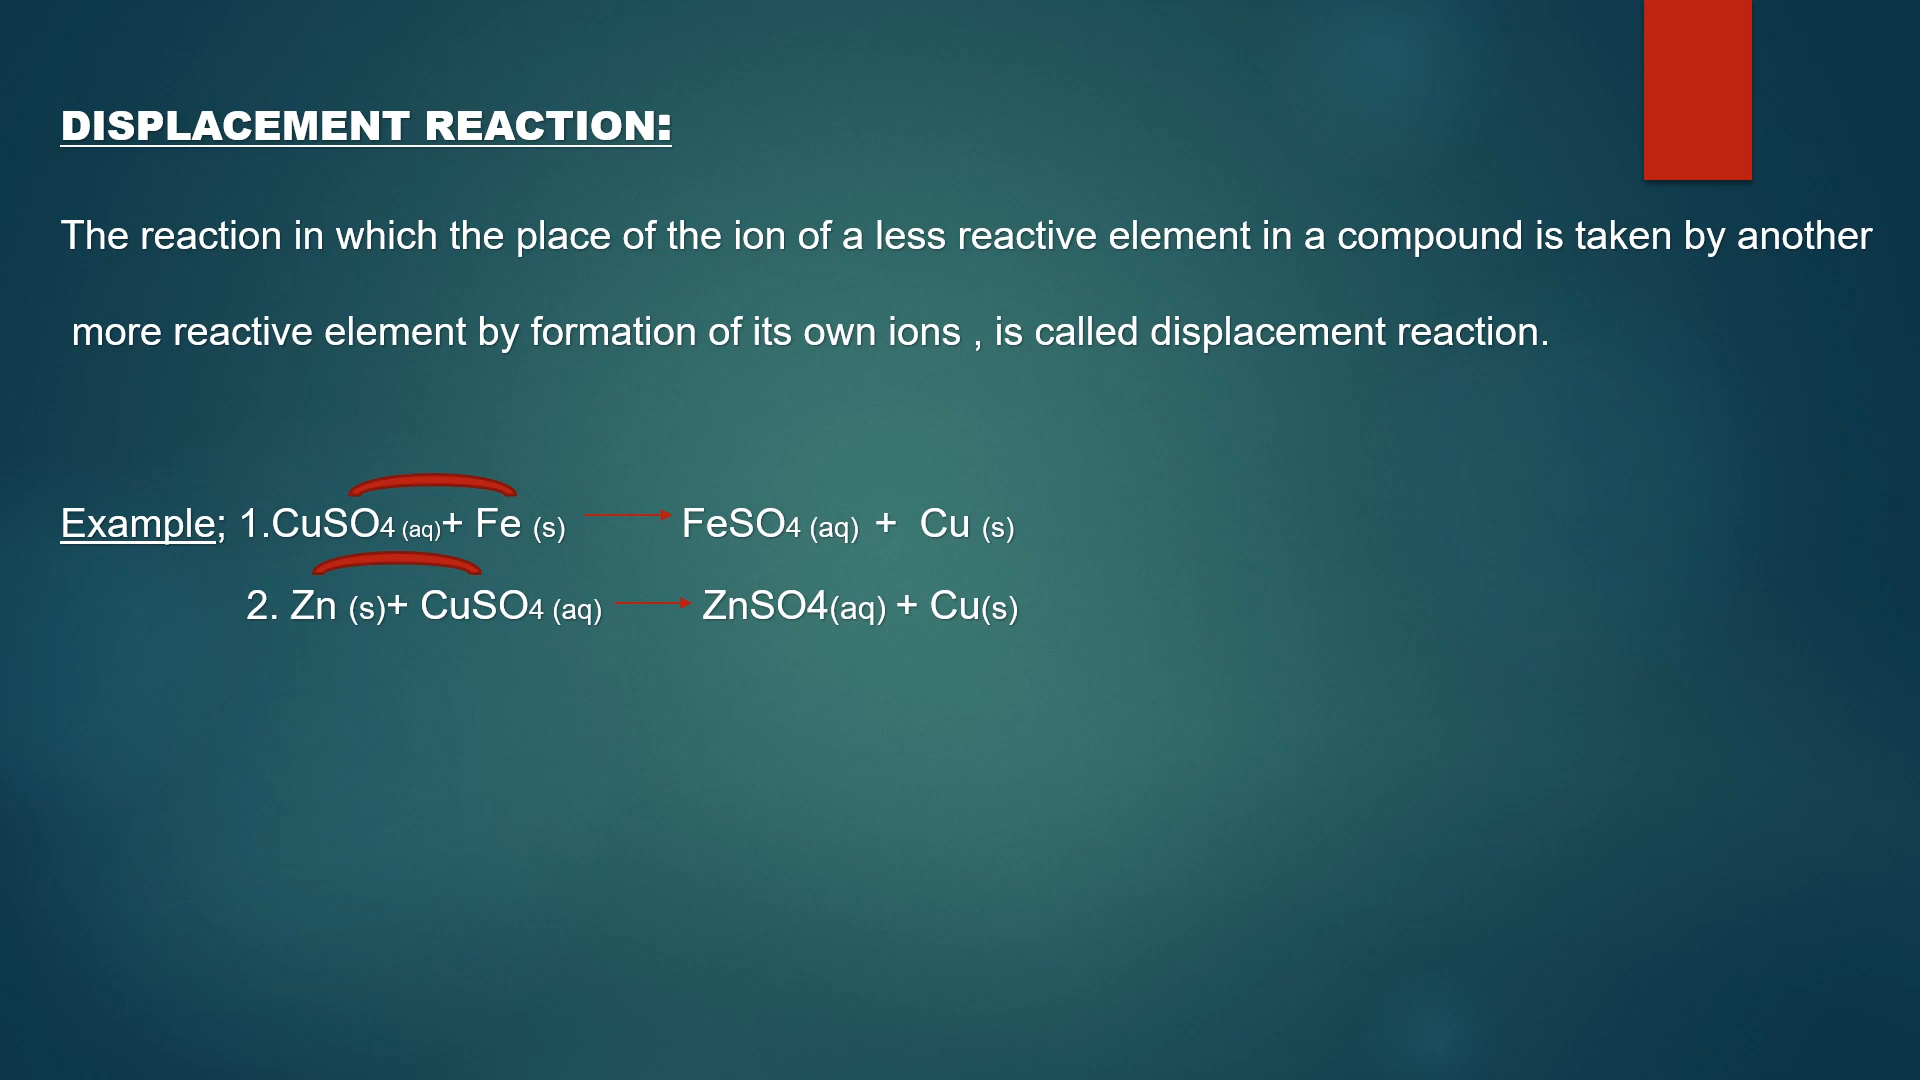 DISPLACEMENT REACTION:
The reaction in which the place of the ion of a less reactive element in a compound is taken by another
more reactive element by formation of its own ions , is called displacement reaction.
Example; 1.CuSO4 (aq)+ Fe (s) FeSO4 (aq) + Cu (s)
2. Zn (s)+ CuSO4 (aq) ZnSO4(aq) + Cu(s)